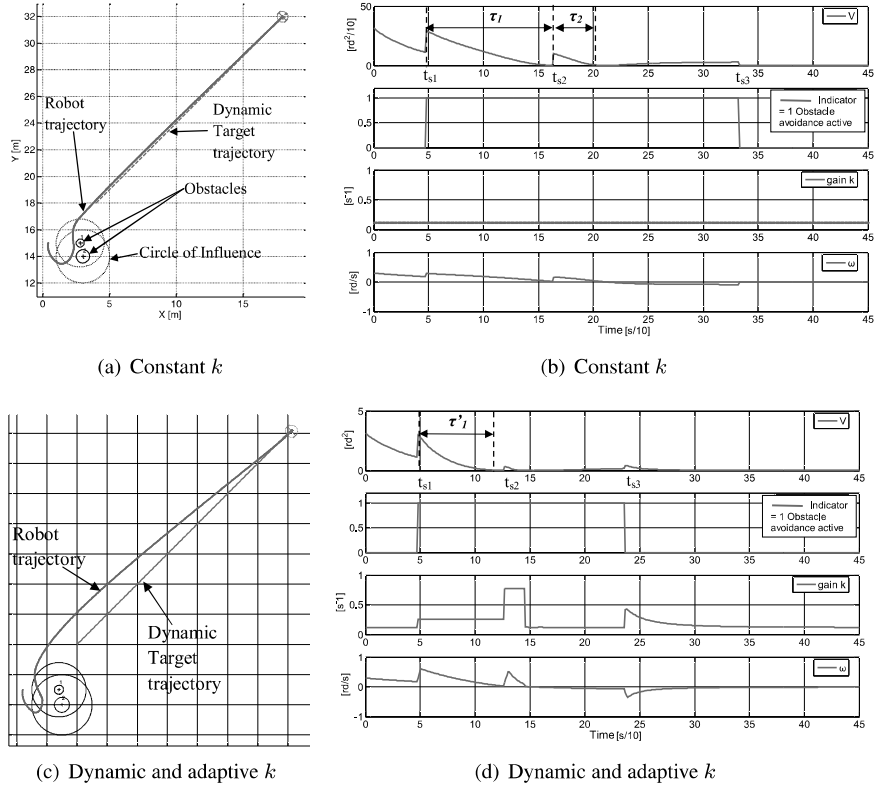 32
30
28
26
24
22
20
18
16
14
12
Y [m]
0
5
10
15
X [m]
Robot
trajectory
Dynamic
Target
trajectory
Obstacles
Circle of Influence
(a) Constant k
50
0
[rd²/10]
τ1
τ2
V
0 5 10 15 20 25 30 35 40 45
ts1
ts2
ts3
1
0.5
0
Indicator
= 1 Obstacle
avoidance active
0 5 10 15 20 25 30 35 40 45
1
0.5
0
[s-1]
gain k
0 5 10 15 20 25 30 35 40 45
1
0
-1
[rd/s]
ω
0 5 10 15 20 25 30 35 40 45
Time [s/10]
(b) Constant k
Robot
trajectory
Dynamic
Target
trajectory
(c) Dynamic and adaptive k
5
0
[rd²]
τ'1
V
0 5 10 15 20 25 30 35 40 45
ts1
ts2
ts3
1
0.5
0
Indicator
= 1 Obstacle
avoidance active
0 5 10 15 20 25 30 35 40 45
1
0.5
0
[s-1]
gain k
0 5 10 15 20 25 30 35 40 45
1
0
-1
[rd/s]
ω
0 5 10 15 20 25 30 35 40 45
Time [s/10]
(d) Dynamic and adaptive k